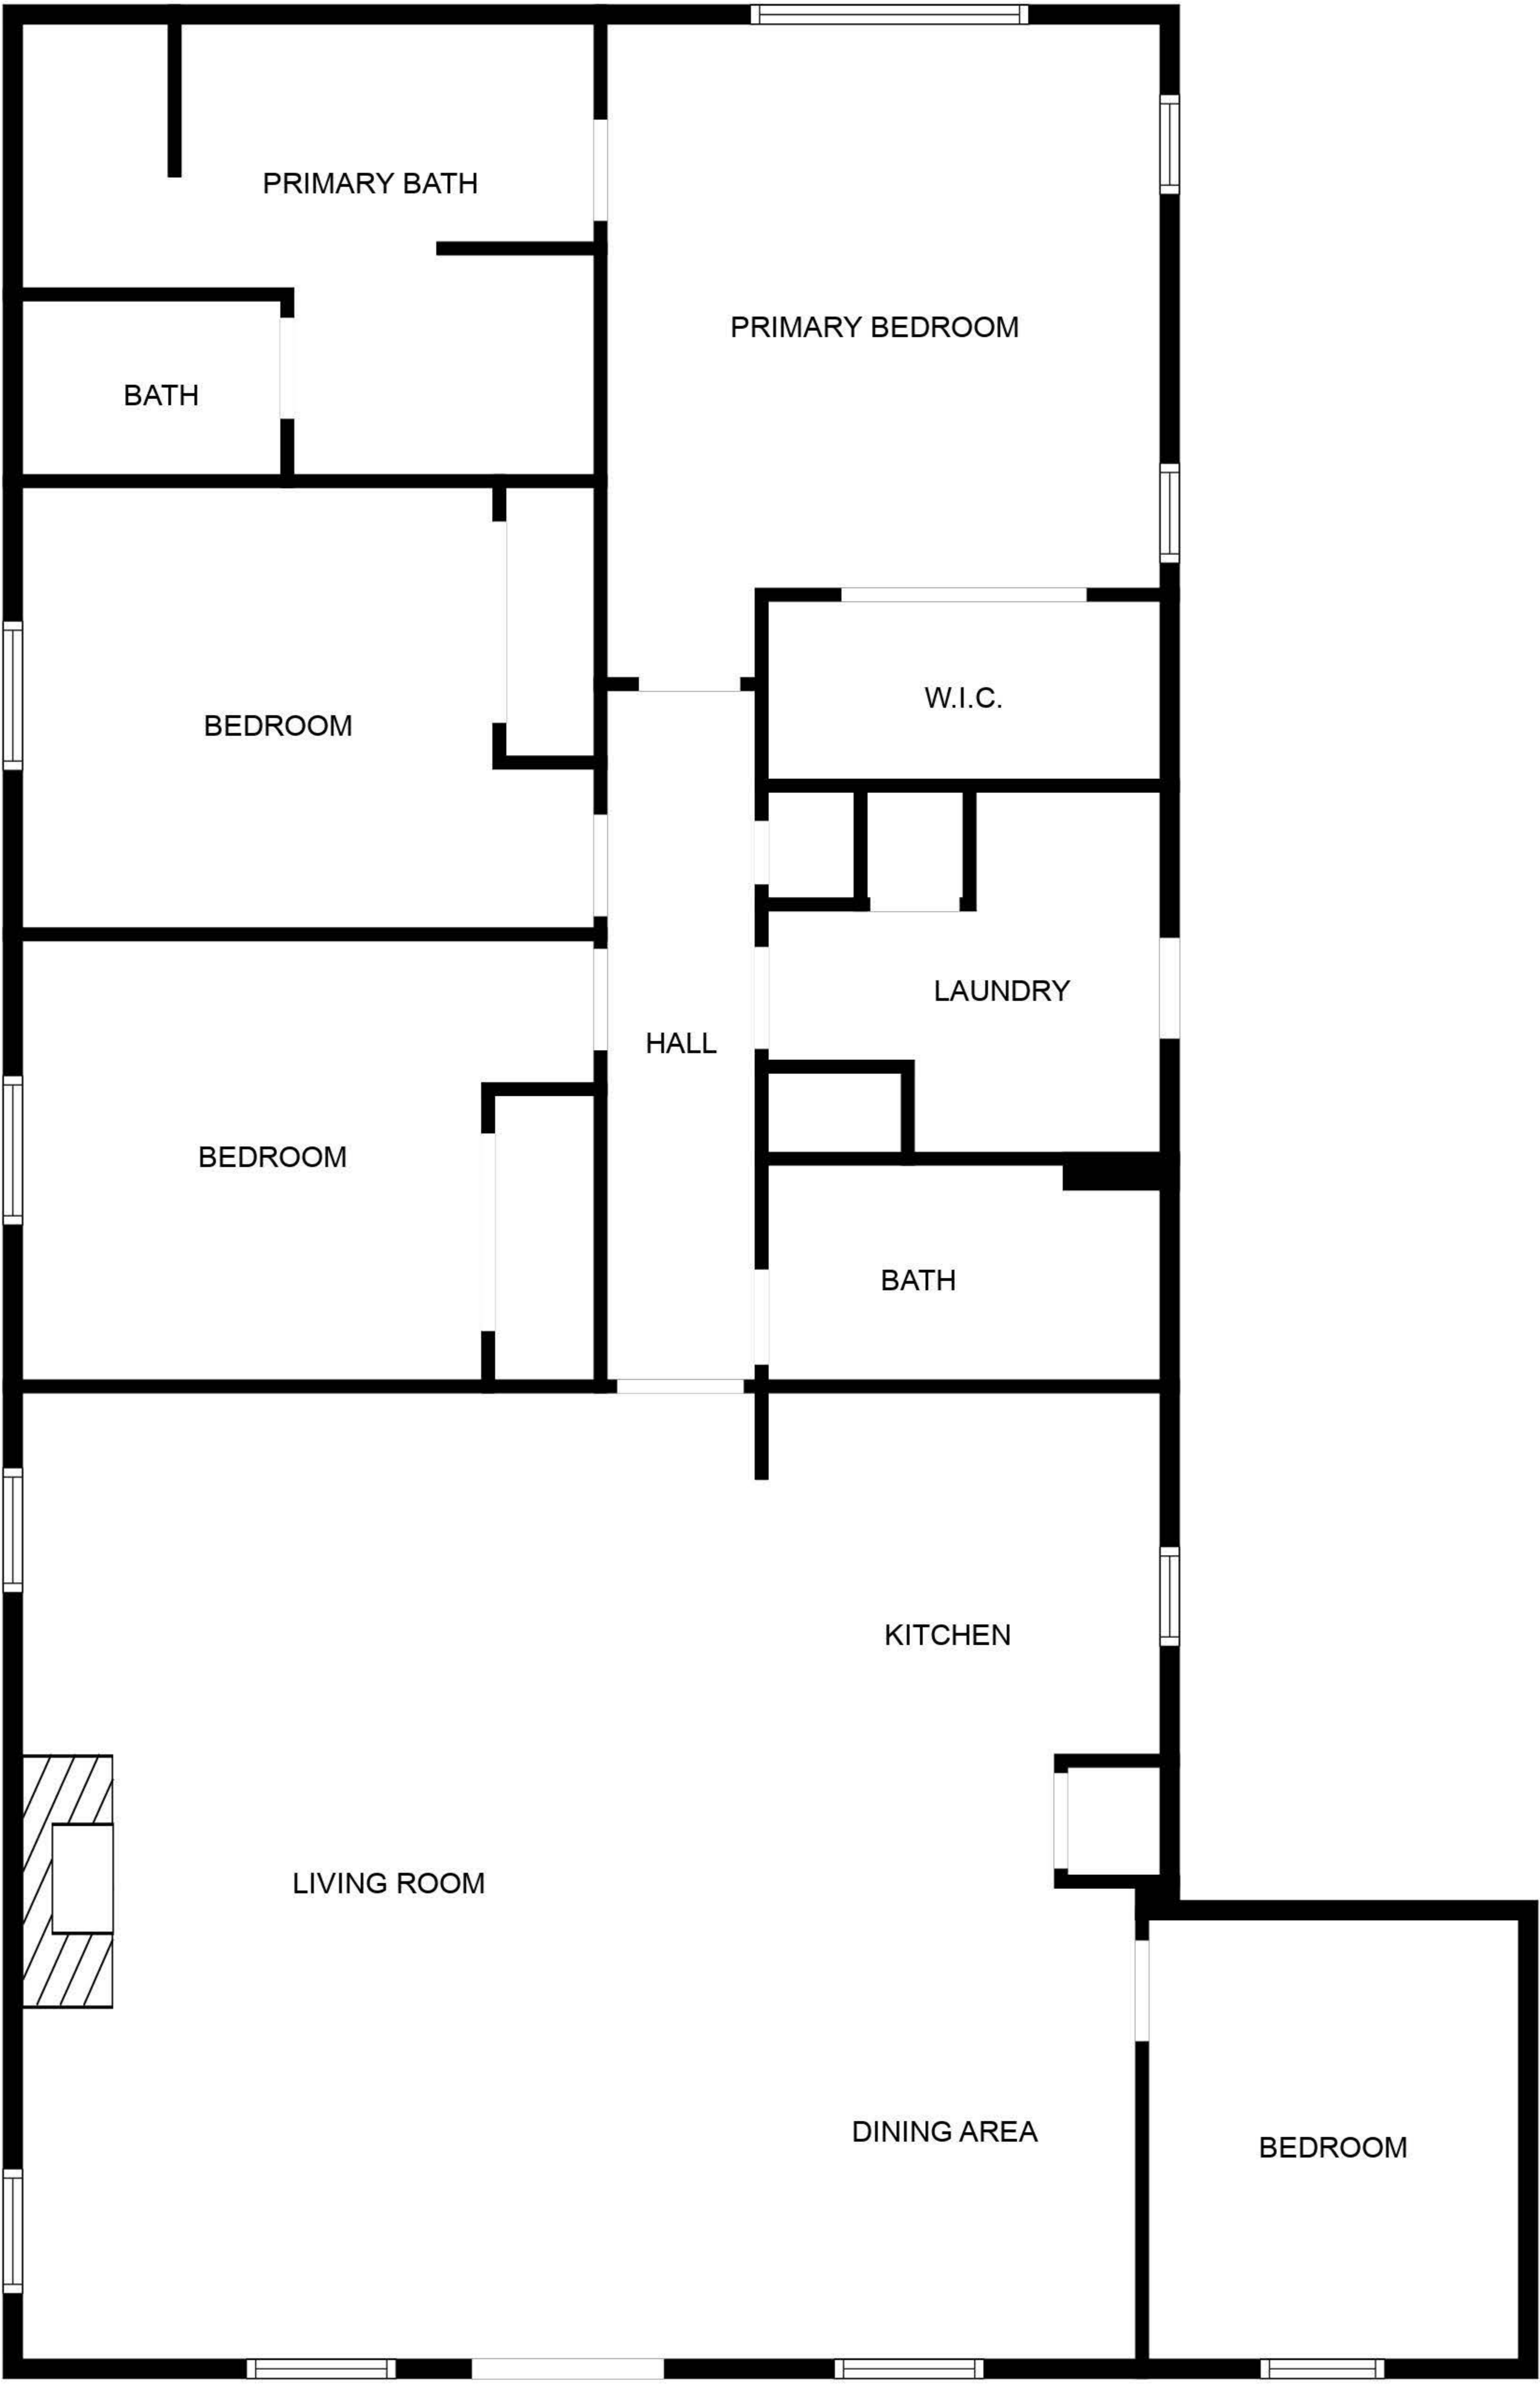 PRIMARY BATH
PRIMARY BEDROOM
BATH
W.I.C.
BEDROOM
LAUNDRY
HALL
BEDROOM
BATH
KITCHEN
LIVING ROOM
DINING AREA
BEDROOM